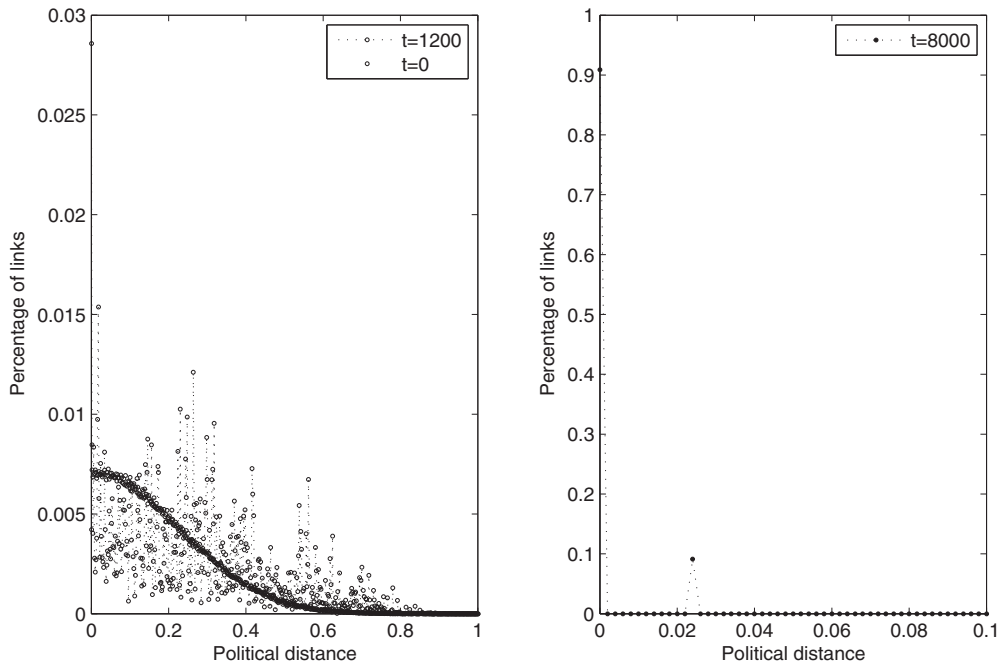 0.03
0.025
0.02
0.015
0.01
0.005
0
0 0.2 0.4 0.6 0.8 1
Political distance
Percentage of links
t=1200
t=0
1
0.9
0.8
0.7
0.6
0.5
0.4
0.3
0.2
0.1
0
0 0.02 0.04 0.06 0.08 0.1
Political distance
Percentage of links
t=8000